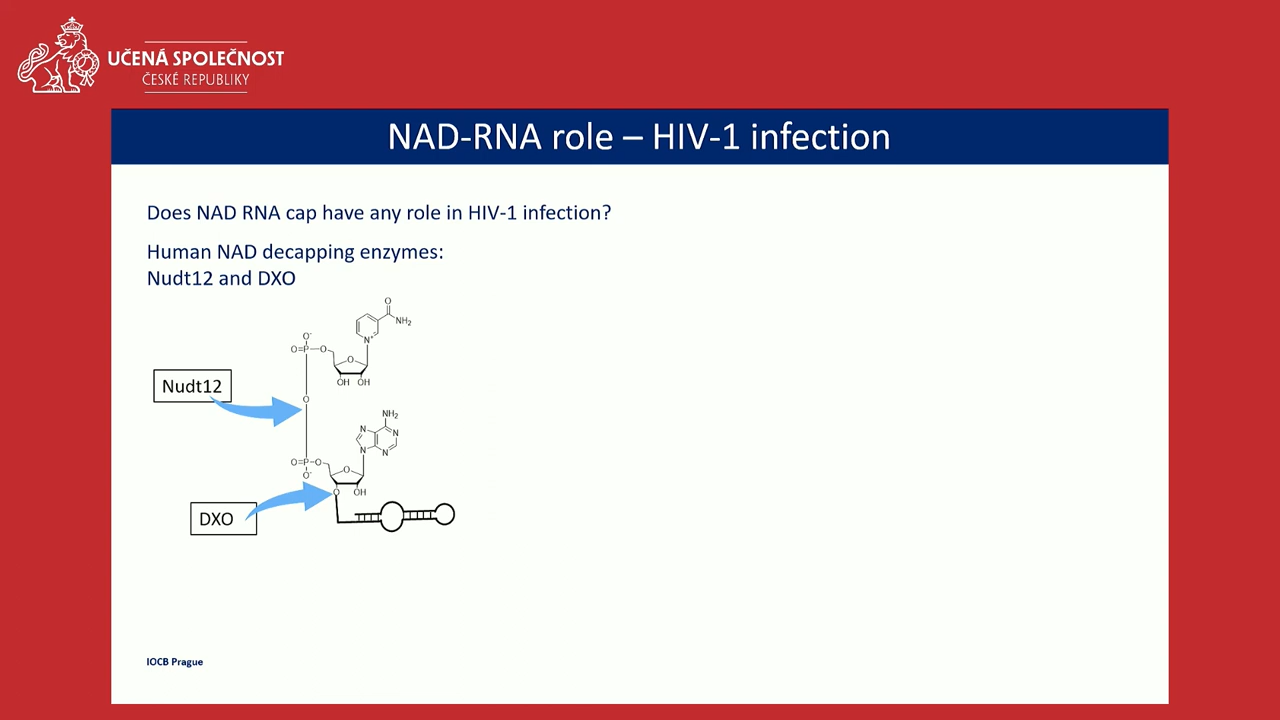 UČENÁ SPOLEČNOST
ČESKÉ REPUBLIKY
NAD-RNA role – HIV-1 infection
Does NAD RNA cap have any role in HIV-1 infection?
Human NAD decapping enzymes:
Nudt12 and DXO
O
NH₂
N⁺
O⁻
O=P-O
O
OH OH
Nudt12
O
NH₂
N
N
N
N
O=P-O
O⁻
O
O
OH
DXO
IOCB Prague